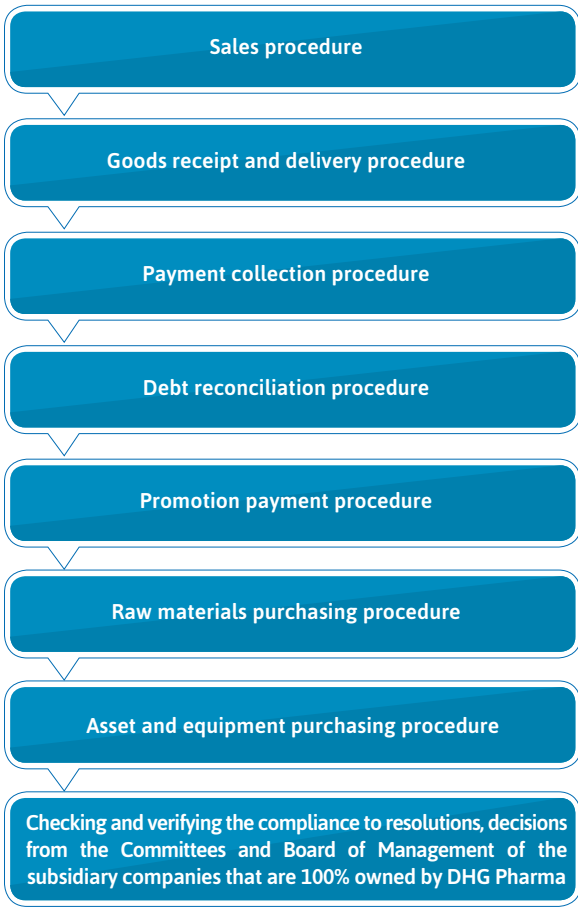 Sales procedure
Goods receipt and delivery procedure
Payment collection procedure
Debt reconciliation procedure
Promotion payment procedure
Raw materials purchasing procedure
Asset and equipment purchasing procedure
Checking and verifying the compliance to resolutions, decisions
from the Committees and Board of Management of the
subsidiary companies that are 100% owned by DHG Pharma